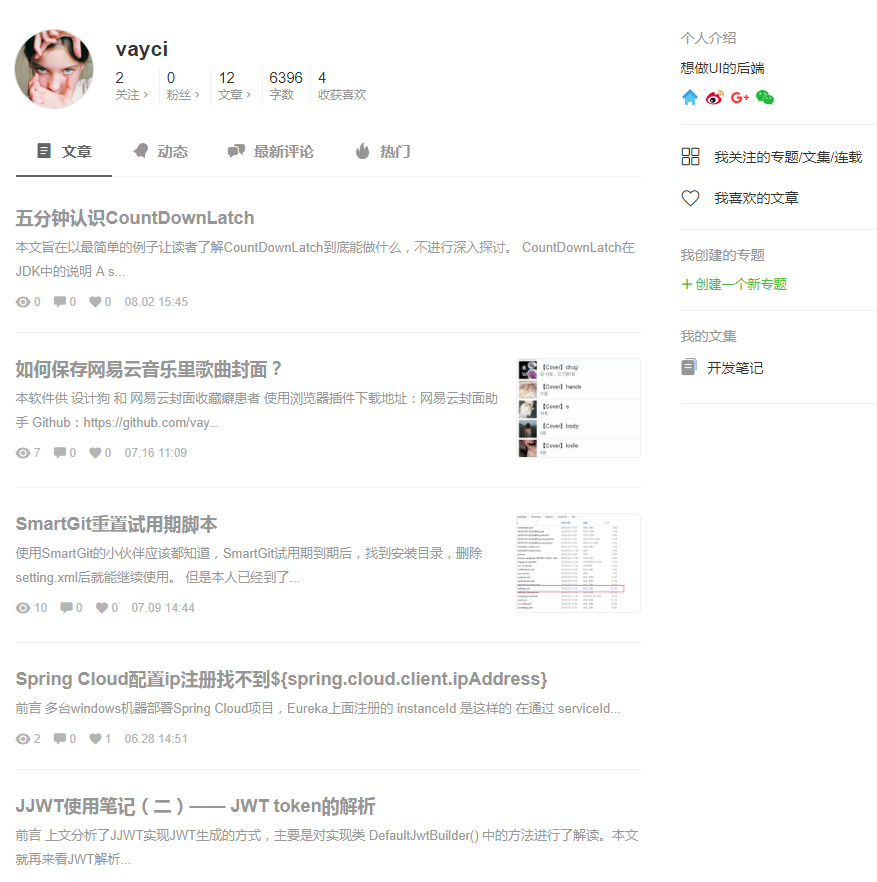 vayci
2 0 12 6396 4
关注 › 粉丝 › 文章 › 字数 收获喜欢
文章 动态 最新评论 热门
五分钟认识CountDownLatch
本文旨在以最简单的例子让读者了解CountDownLatch到底能做什么，不进行深入探讨。 CountDownLatch在
JDK中的说明 A s...
0 0 0 08.02 15:45
如何保存网易云音乐里歌曲封面？
本软件供 设计狗 和 网易云封面收藏癖患者 使用浏览器插件下载地址：网易云封面助
手 Github：https://github.com/vay...
7 0 0 07.16 11:09
【Cover】drug
【Cover】hands
【Cover】s
【Cover】body
【Cover】knife
SmartGit重置试用期脚本
使用SmartGit的小伙伴应该都知道，SmartGit试用期到期后，找到安装目录，删除
setting.xml后就能继续使用。 但是本人已经到了...
10 0 0 07.09 14:44
Spring Cloud配置ip注册找不到${spring.cloud.client.ipAddress}
前言 多台windows机器部署Spring Cloud项目，Eureka上面注册的 instanceId 是这样的 在通过 serviceId...
2 0 1 06.28 14:51
JJWT使用笔记（二）—— JWT token的解析
前言 上文分析了JJWT实现JWT生成的方式，主要是对实现类 DefaultJwtBuilder() 中的方法进行了解读。本文
就再来看JWT解析...
个人介绍
想做UI的后端
G+
我关注的专题/文集/连载
我喜欢的文章
我创建的专题
+ 创建一个新专题
我的文集
开发笔记